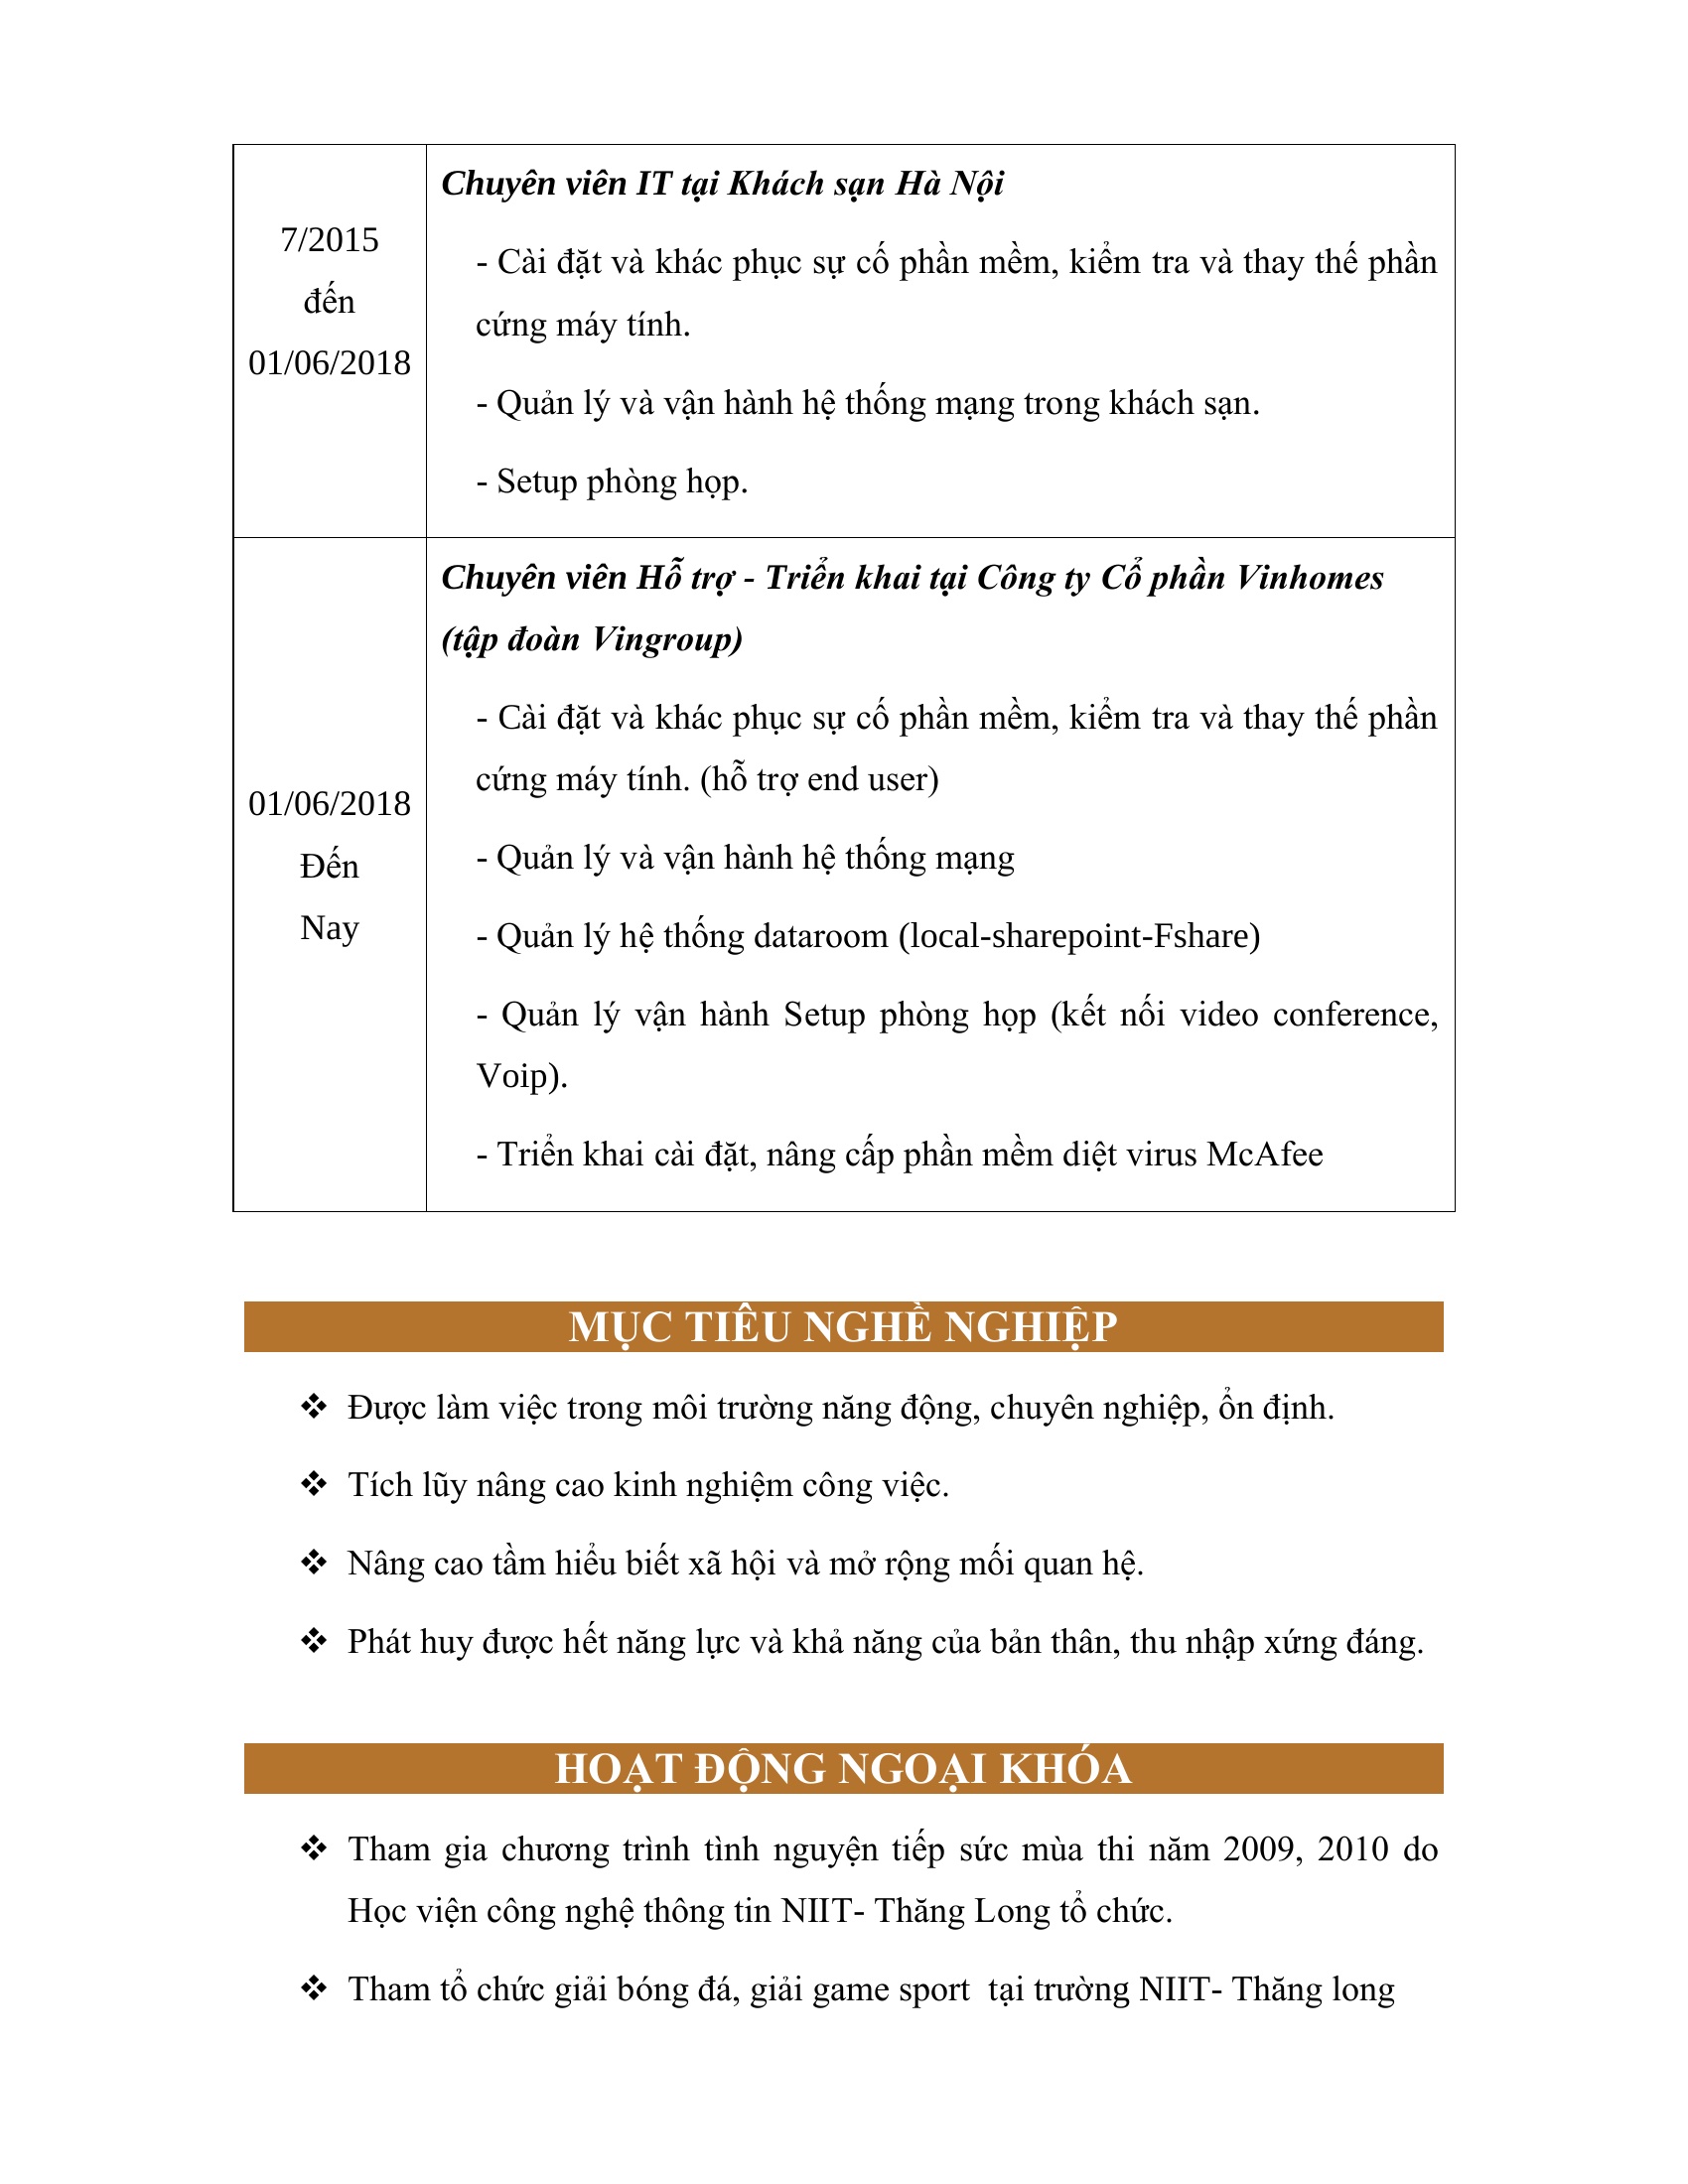 7/2015
đến
01/06/2018
Chuyên viên IT tại Khách sạn Hà Nội
- Cài đặt và khác phục sự cố phần mềm, kiểm tra và thay thế phần
cứng máy tính.
- Quản lý và vận hành hệ thống mạng trong khách sạn.
- Setup phòng họp.
01/06/2018
Đến
Nay
Chuyên viên Hỗ trợ - Triển khai tại Công ty Cổ phần Vinhomes
(tập đoàn Vingroup)
- Cài đặt và khác phục sự cố phần mềm, kiểm tra và thay thế phần
cứng máy tính. (hỗ trợ end user)
- Quản lý và vận hành hệ thống mạng
- Quản lý hệ thống dataroom (local-sharepoint-Fshare)
- Quản lý vận hành Setup phòng họp (kết nối video conference,
Voip).
- Triển khai cài đặt, nâng cấp phần mềm diệt virus McAfee
MỤC TIÊU NGHỀ NGHIỆP
❖ Được làm việc trong môi trường năng động, chuyên nghiệp, ổn định.
❖ Tích lũy nâng cao kinh nghiệm công việc.
❖ Nâng cao tầm hiểu biết xã hội và mở rộng mối quan hệ.
❖ Phát huy được hết năng lực và khả năng của bản thân, thu nhập xứng đáng.
HOẠT ĐỘNG NGOẠI KHÓA
❖ Tham gia chương trình tình nguyện tiếp sức mùa thi năm 2009, 2010 do
Học viện công nghệ thông tin NIIT- Thăng Long tổ chức.
❖ Tham tổ chức giải bóng đá, giải game sport tại trường NIIT- Thăng long